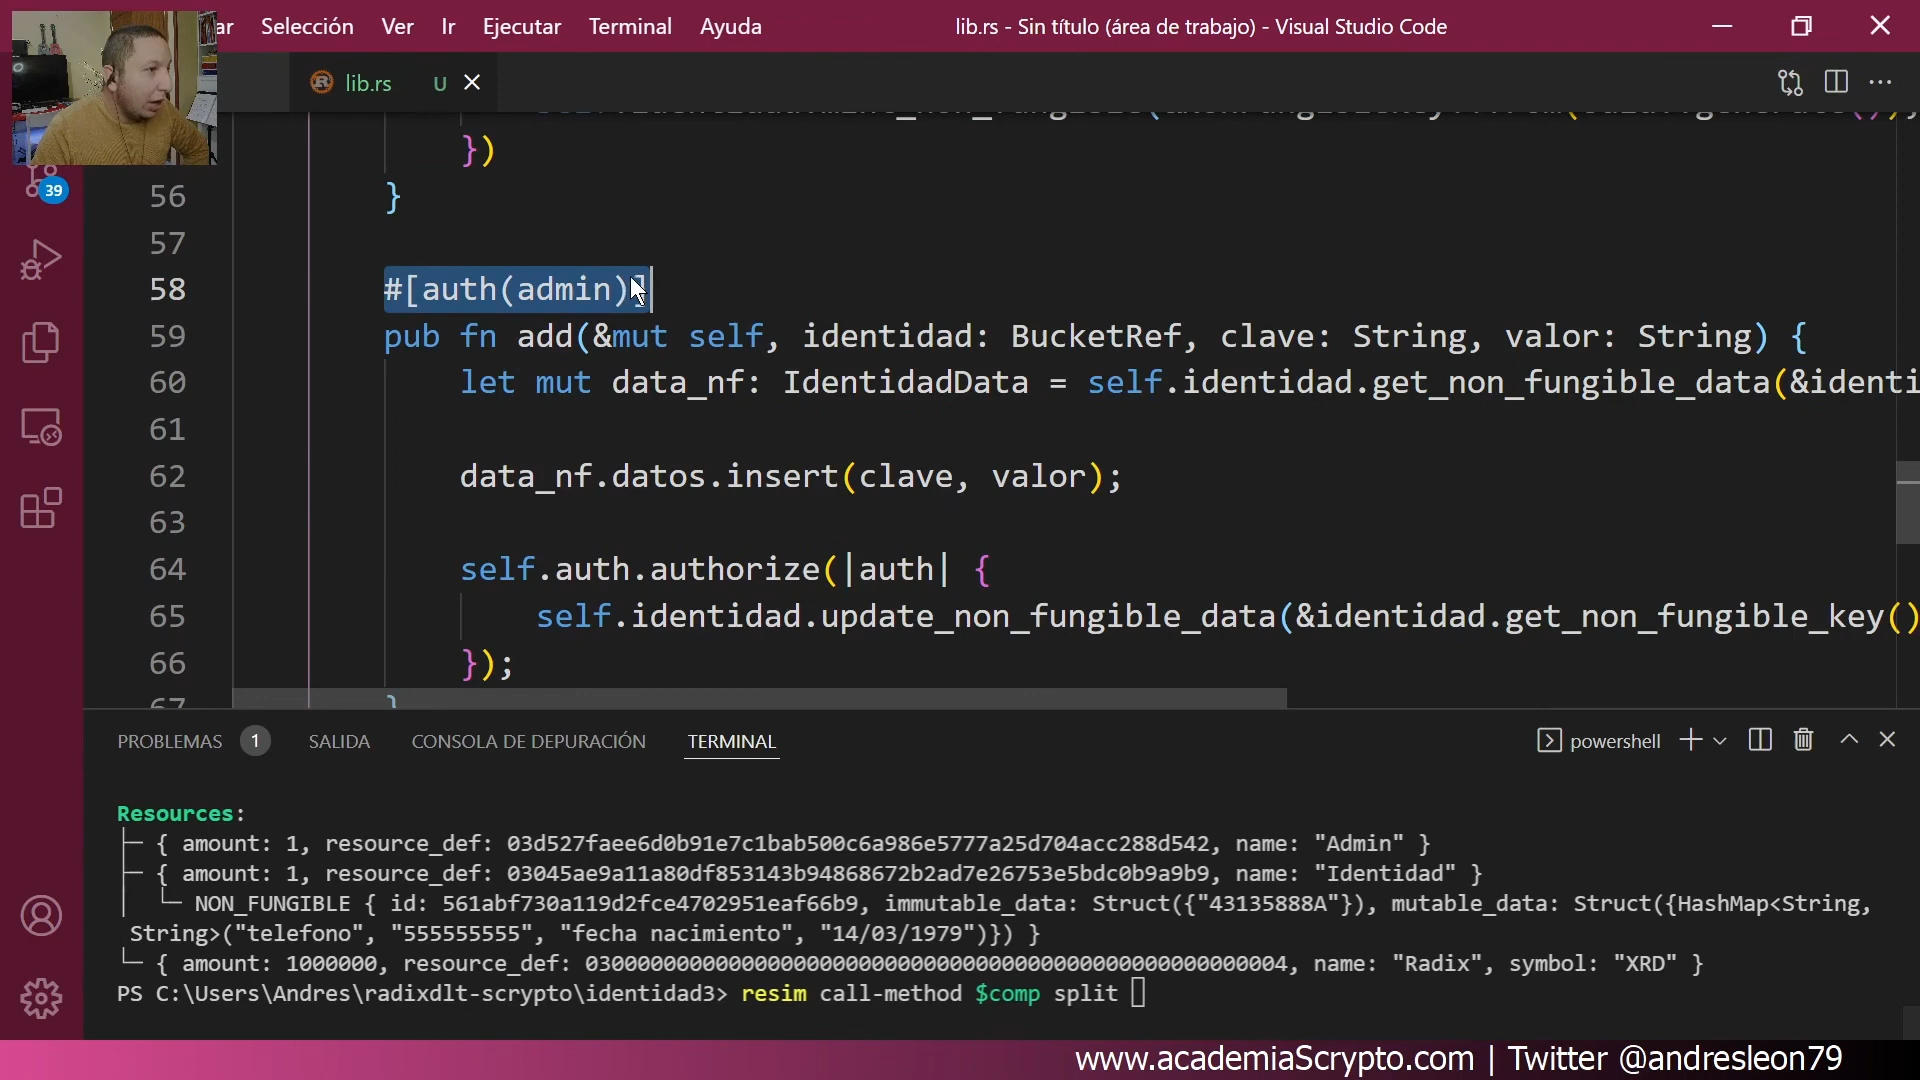 ar Selección Ver Ir Ejecutar Terminal Ayuda lib.rs - Sin título (área de trabajo) - Visual Studio Code
lib.rs U
})
56 }
57
58 #[auth(admin)]
59 pub fn add(&mut self, identidad: BucketRef, clave: String, valor: String) {
60 let mut data_nf: IdentidadData = self.identidad.get_non_fungible_data(&identi
61
62 data_nf.datos.insert(clave, valor);
63
64 self.auth.authorize(|auth| {
65 self.identidad.update_non_fungible_data(&identidad.get_non_fungible_key()
66 });
67 }
39
PROBLEMAS 1 SALIDA CONSOLA DE DEPURACIÓN TERMINAL powershell
Resources:
├─ { amount: 1, resource_def: 03d527faee6d0b91e7c1bab500c6a986e5777a25d704acc288d542, name: "Admin" }
├─ { amount: 1, resource_def: 03045ae9a11a80df853143b94868672b2ad7e26753e5bdc0b9a9b9, name: "Identidad" }
│ └─ NON_FUNGIBLE { id: 561abf730a119d2fce4702951eaf66b9, immutable_data: Struct({"43135888A"}), mutable_data: Struct({HashMap<String,
String>("telefono", "555555555", "fecha nacimiento", "14/03/1979")}) }
└─ { amount: 1000000, resource_def: 030000000000000000000000000000000000000000000000000004, name: "Radix", symbol: "XRD" }
PS C:\Users\Andres\radixdlt-scrypto\identidad3> resim call-method $comp split
www.academiaScrypto.com | Twitter @andresleon79